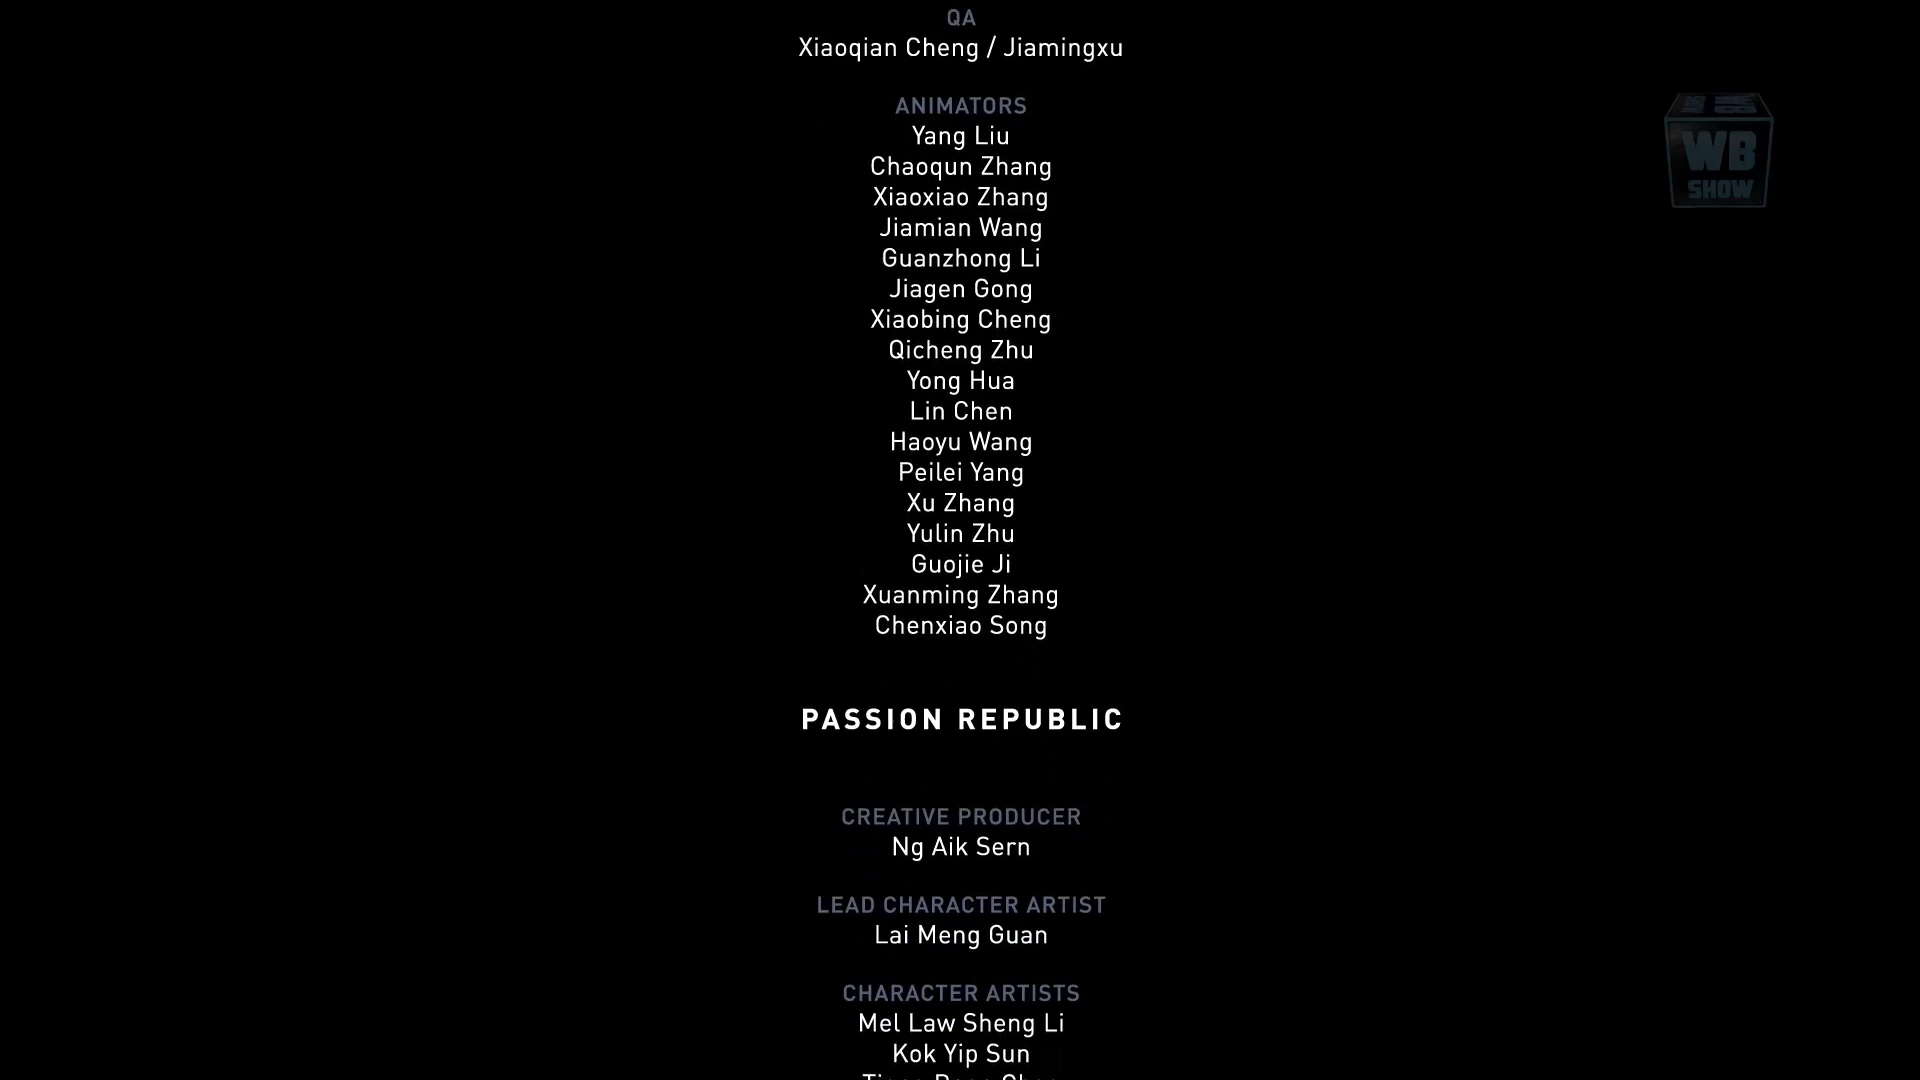 QA
Xiaoqian Cheng / Jiamingxu
ANIMATORS
Yang Liu
Chaoqun Zhang
Xiaoxiao Zhang
Jiamian Wang
Guanzhong Li
Jiagen Gong
Xiaobing Cheng
Qicheng Zhu
Yong Hua
Lin Chen
Haoyu Wang
Peilei Yang
Xu Zhang
Yulin Zhu
Guojie Ji
Xuanming Zhang
Chenxiao Song
PASSION REPUBLIC
CREATIVE PRODUCER
Ng Aik Sern
LEAD CHARACTER ARTIST
Lai Meng Guan
CHARACTER ARTISTS
Mel Law Sheng Li
Kok Yip Sun
WB
SHOW